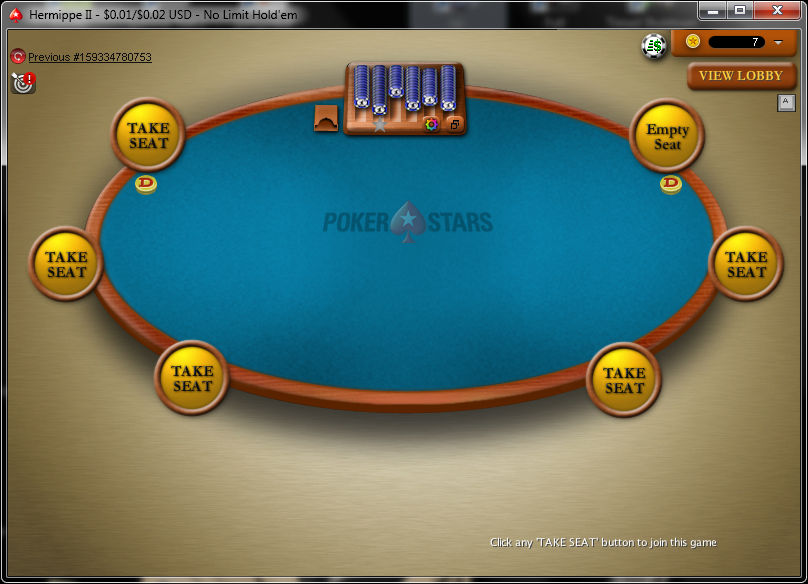 Hermippe II - $0.01/$0.02 USD - No Limit Hold'em
Previous #159334780753
7
VIEW LOBBY
A
TAKE
SEAT
Empty
Seat
D
D
POKER STARS
TAKE
SEAT
TAKE
SEAT
TAKE
SEAT
TAKE
SEAT
Click any 'TAKE SEAT' button to join this game